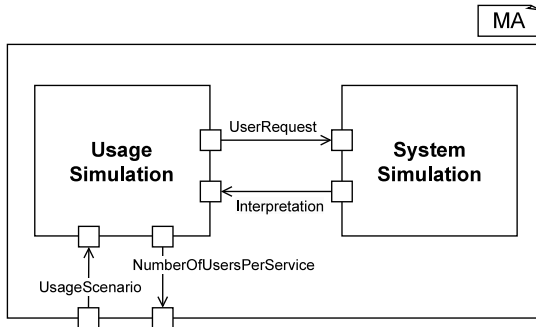 MA
Usage
Simulation
UserRequest
System
Simulation
Interpretation
NumberOfUsersPerService
UsageScenario